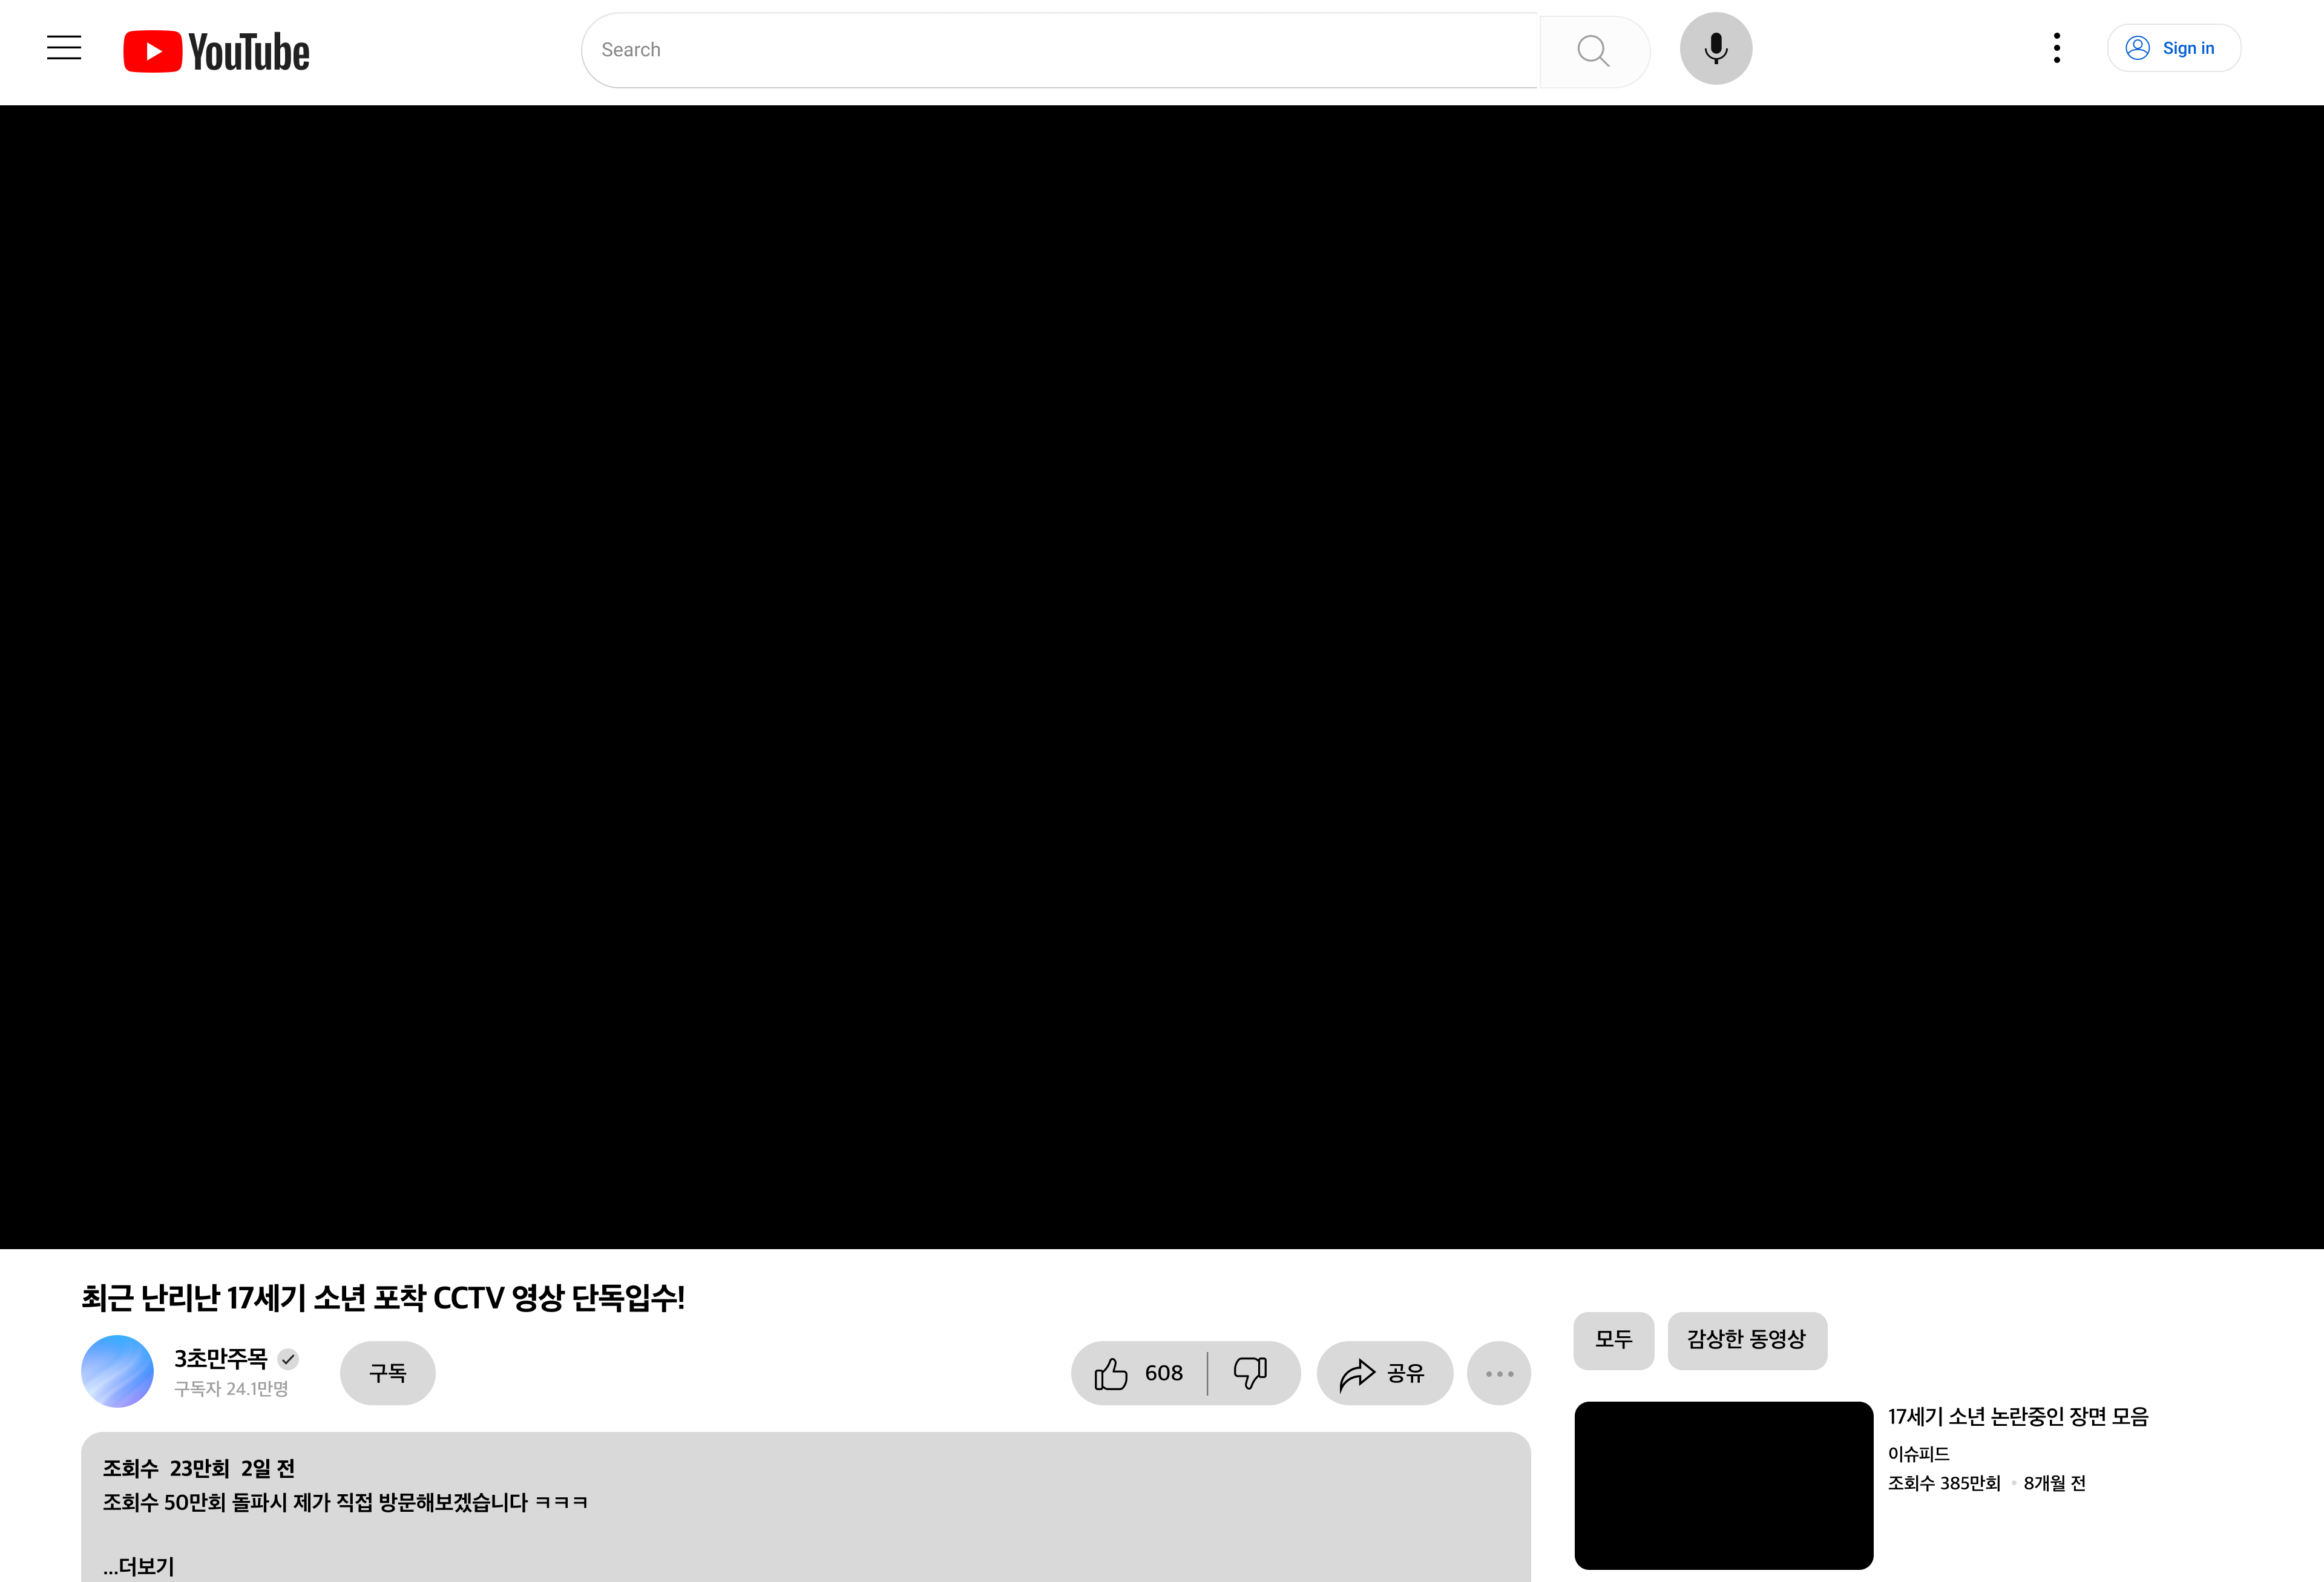 YouTube
Search
Sign in
최근 난리난 17세기 소년 포착 CCTV 영상 단독입수!
3초만주목
구독자 24.1만명
구독
608
공유
조회수 23만회 2일 전
조회수 50만회 돌파시 제가 직접 방문해보겠습니다 ㅋㅋㅋ
...더보기
모두
감상한 동영상
17세기 소년 논란중인 장면 모음
이슈피드
조회수 385만회 • 8개월 전